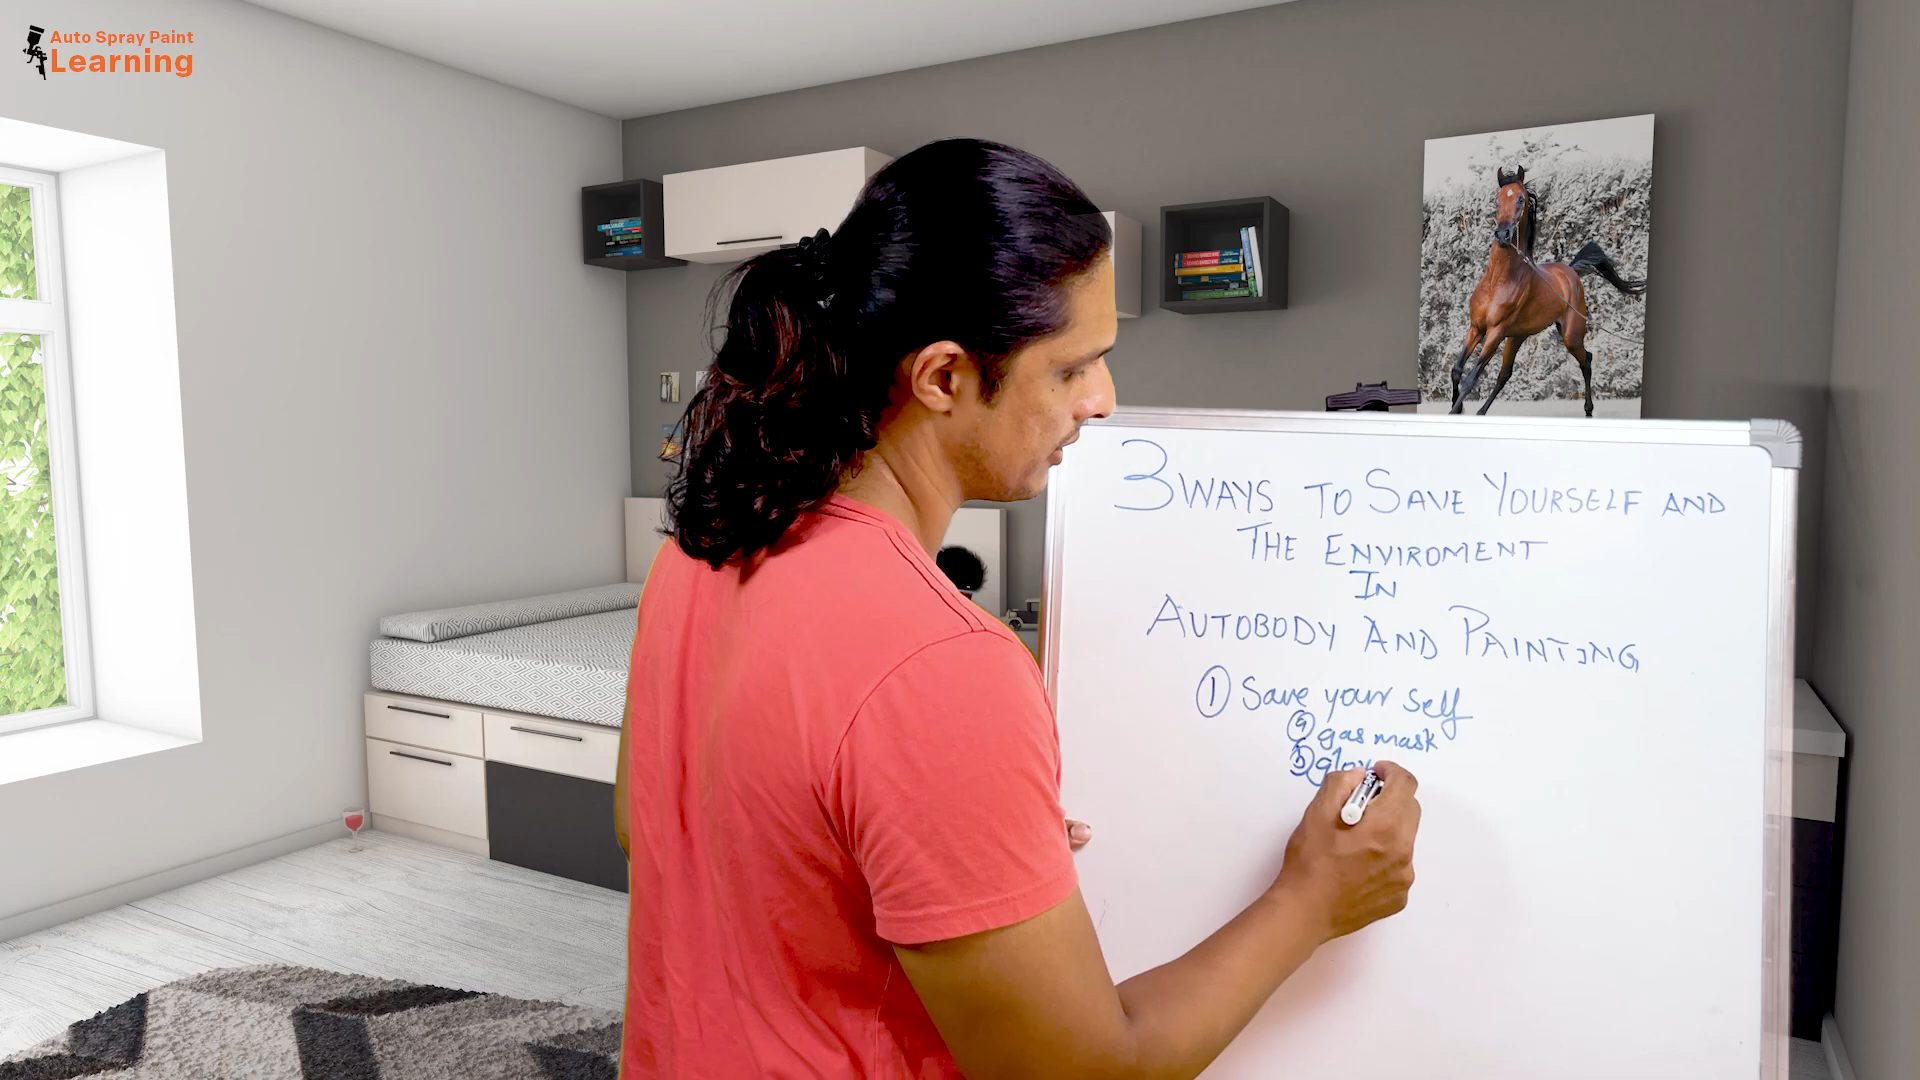 Auto Spray Paint
Learning
3 WAYS TO SAVE YOURSELF AND
THE ENVIROMENT
IN
AUTOBODY AND PAINTING
① Save your self
ⓐ gas mask
ⓑ